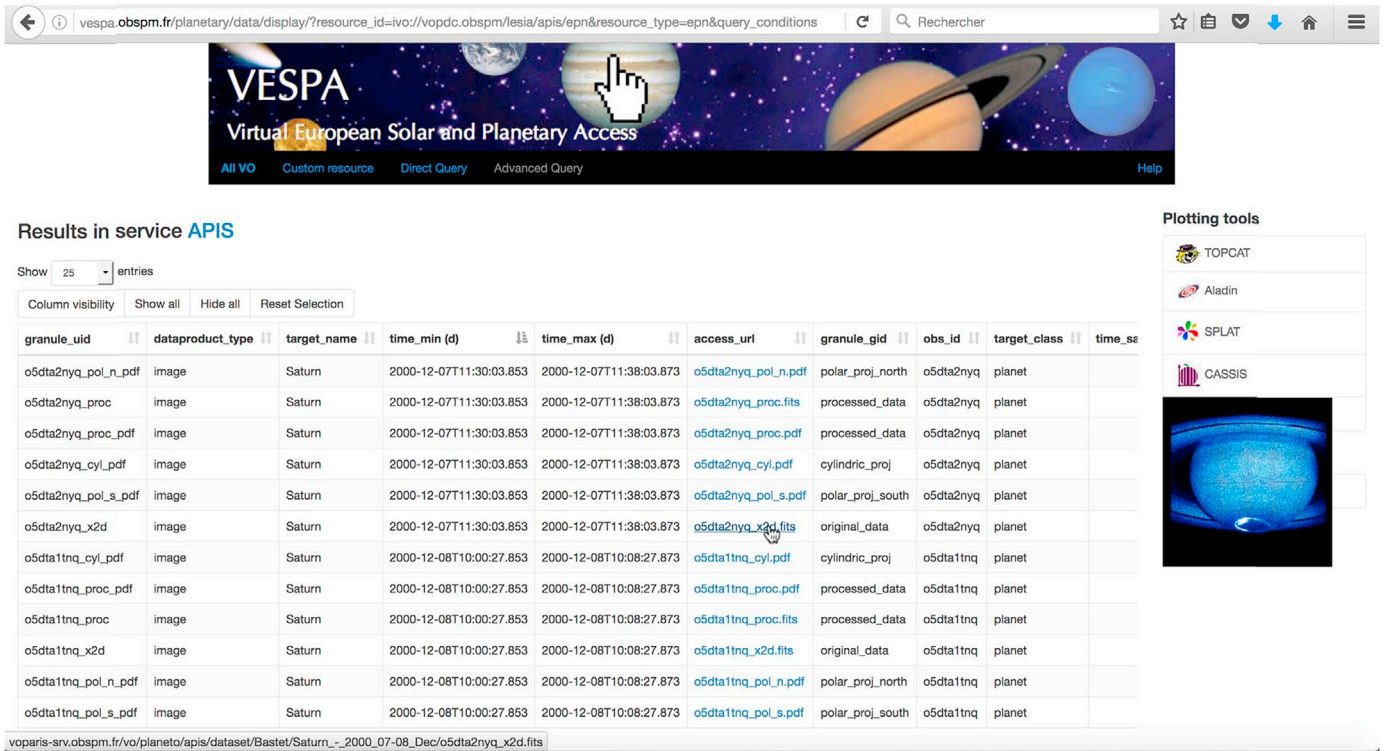 vespa.obspm.fr/planetary/data/display/?resource_id=ivo://vopdc.obspm/lesia/apis/epn&resource_type=epn&query_conditions Rechercher
VESPA
Virtual European Solar and Planetary Access
All VO Custom resource Direct Query Advanced Query Help
Results in service APIS
Plotting tools
Show 25 entries
TOPCAT
Aladin
SPLAT
CASSIS
Column visibility Show all Hide all Reset Selection
granule_uid dataproduct_type target_name time_min (d) time_max (d) access_url granule_gid obs_id target_class time_sa
o5dta2nyq_pol_n_pdf image Saturn 2000-12-07T11:30:03.853 2000-12-07T11:38:03.873 o5dta2nyq_pol_n.pdf polar_proj_north o5dta2nyq planet
o5dta2nyq_proc image Saturn 2000-12-07T11:30:03.853 2000-12-07T11:38:03.873 o5dta2nyq_proc.fits processed_data o5dta2nyq planet
o5dta2nyq_proc_pdf image Saturn 2000-12-07T11:30:03.853 2000-12-07T11:38:03.873 o5dta2nyq_proc.pdf processed_data o5dta2nyq planet
o5dta2nyq_cyl_pdf image Saturn 2000-12-07T11:30:03.853 2000-12-07T11:38:03.873 o5dta2nyq_cyl.pdf cylindric_proj o5dta2nyq planet
o5dta2nyq_pol_s_pdf image Saturn 2000-12-07T11:30:03.853 2000-12-07T11:38:03.873 o5dta2nyq_pol_s.pdf polar_proj_south o5dta2nyq planet
o5dta2nyq_x2d image Saturn 2000-12-07T11:30:03.853 2000-12-07T11:38:03.873 o5dta2nyq_x2d.fits original_data o5dta2nyq planet
o5dta1tnq_cyl_pdf image Saturn 2000-12-08T10:00:27.853 2000-12-08T10:08:27.873 o5dta1tnq_cyl.pdf cylindric_proj o5dta1tnq planet
o5dta1tnq_proc_pdf image Saturn 2000-12-08T10:00:27.853 2000-12-08T10:08:27.873 o5dta1tnq_proc.pdf processed_data o5dta1tnq planet
o5dta1tnq_proc image Saturn 2000-12-08T10:00:27.853 2000-12-08T10:08:27.873 o5dta1tnq_proc.fits processed_data o5dta1tnq planet
o5dta1tnq_x2d image Saturn 2000-12-08T10:00:27.853 2000-12-08T10:08:27.873 o5dta1tnq_x2d.fits original_data o5dta1tnq planet
o5dta1tnq_pol_n_pdf image Saturn 2000-12-08T10:00:27.853 2000-12-08T10:08:27.873 o5dta1tnq_pol_n.pdf polar_proj_north o5dta1tnq planet
o5dta1tnq_pol_s_pdf image Saturn 2000-12-08T10:00:27.853 2000-12-08T10:08:27.873 o5dta1tnq_pol_s.pdf polar_proj_south o5dta1tnq planet
voparis-srv.obspm.fr/vo/planeto/apis/dataset/Bastet/Saturn_-_2000_07-08_Dec/o5dta2nyq_x2d.fits